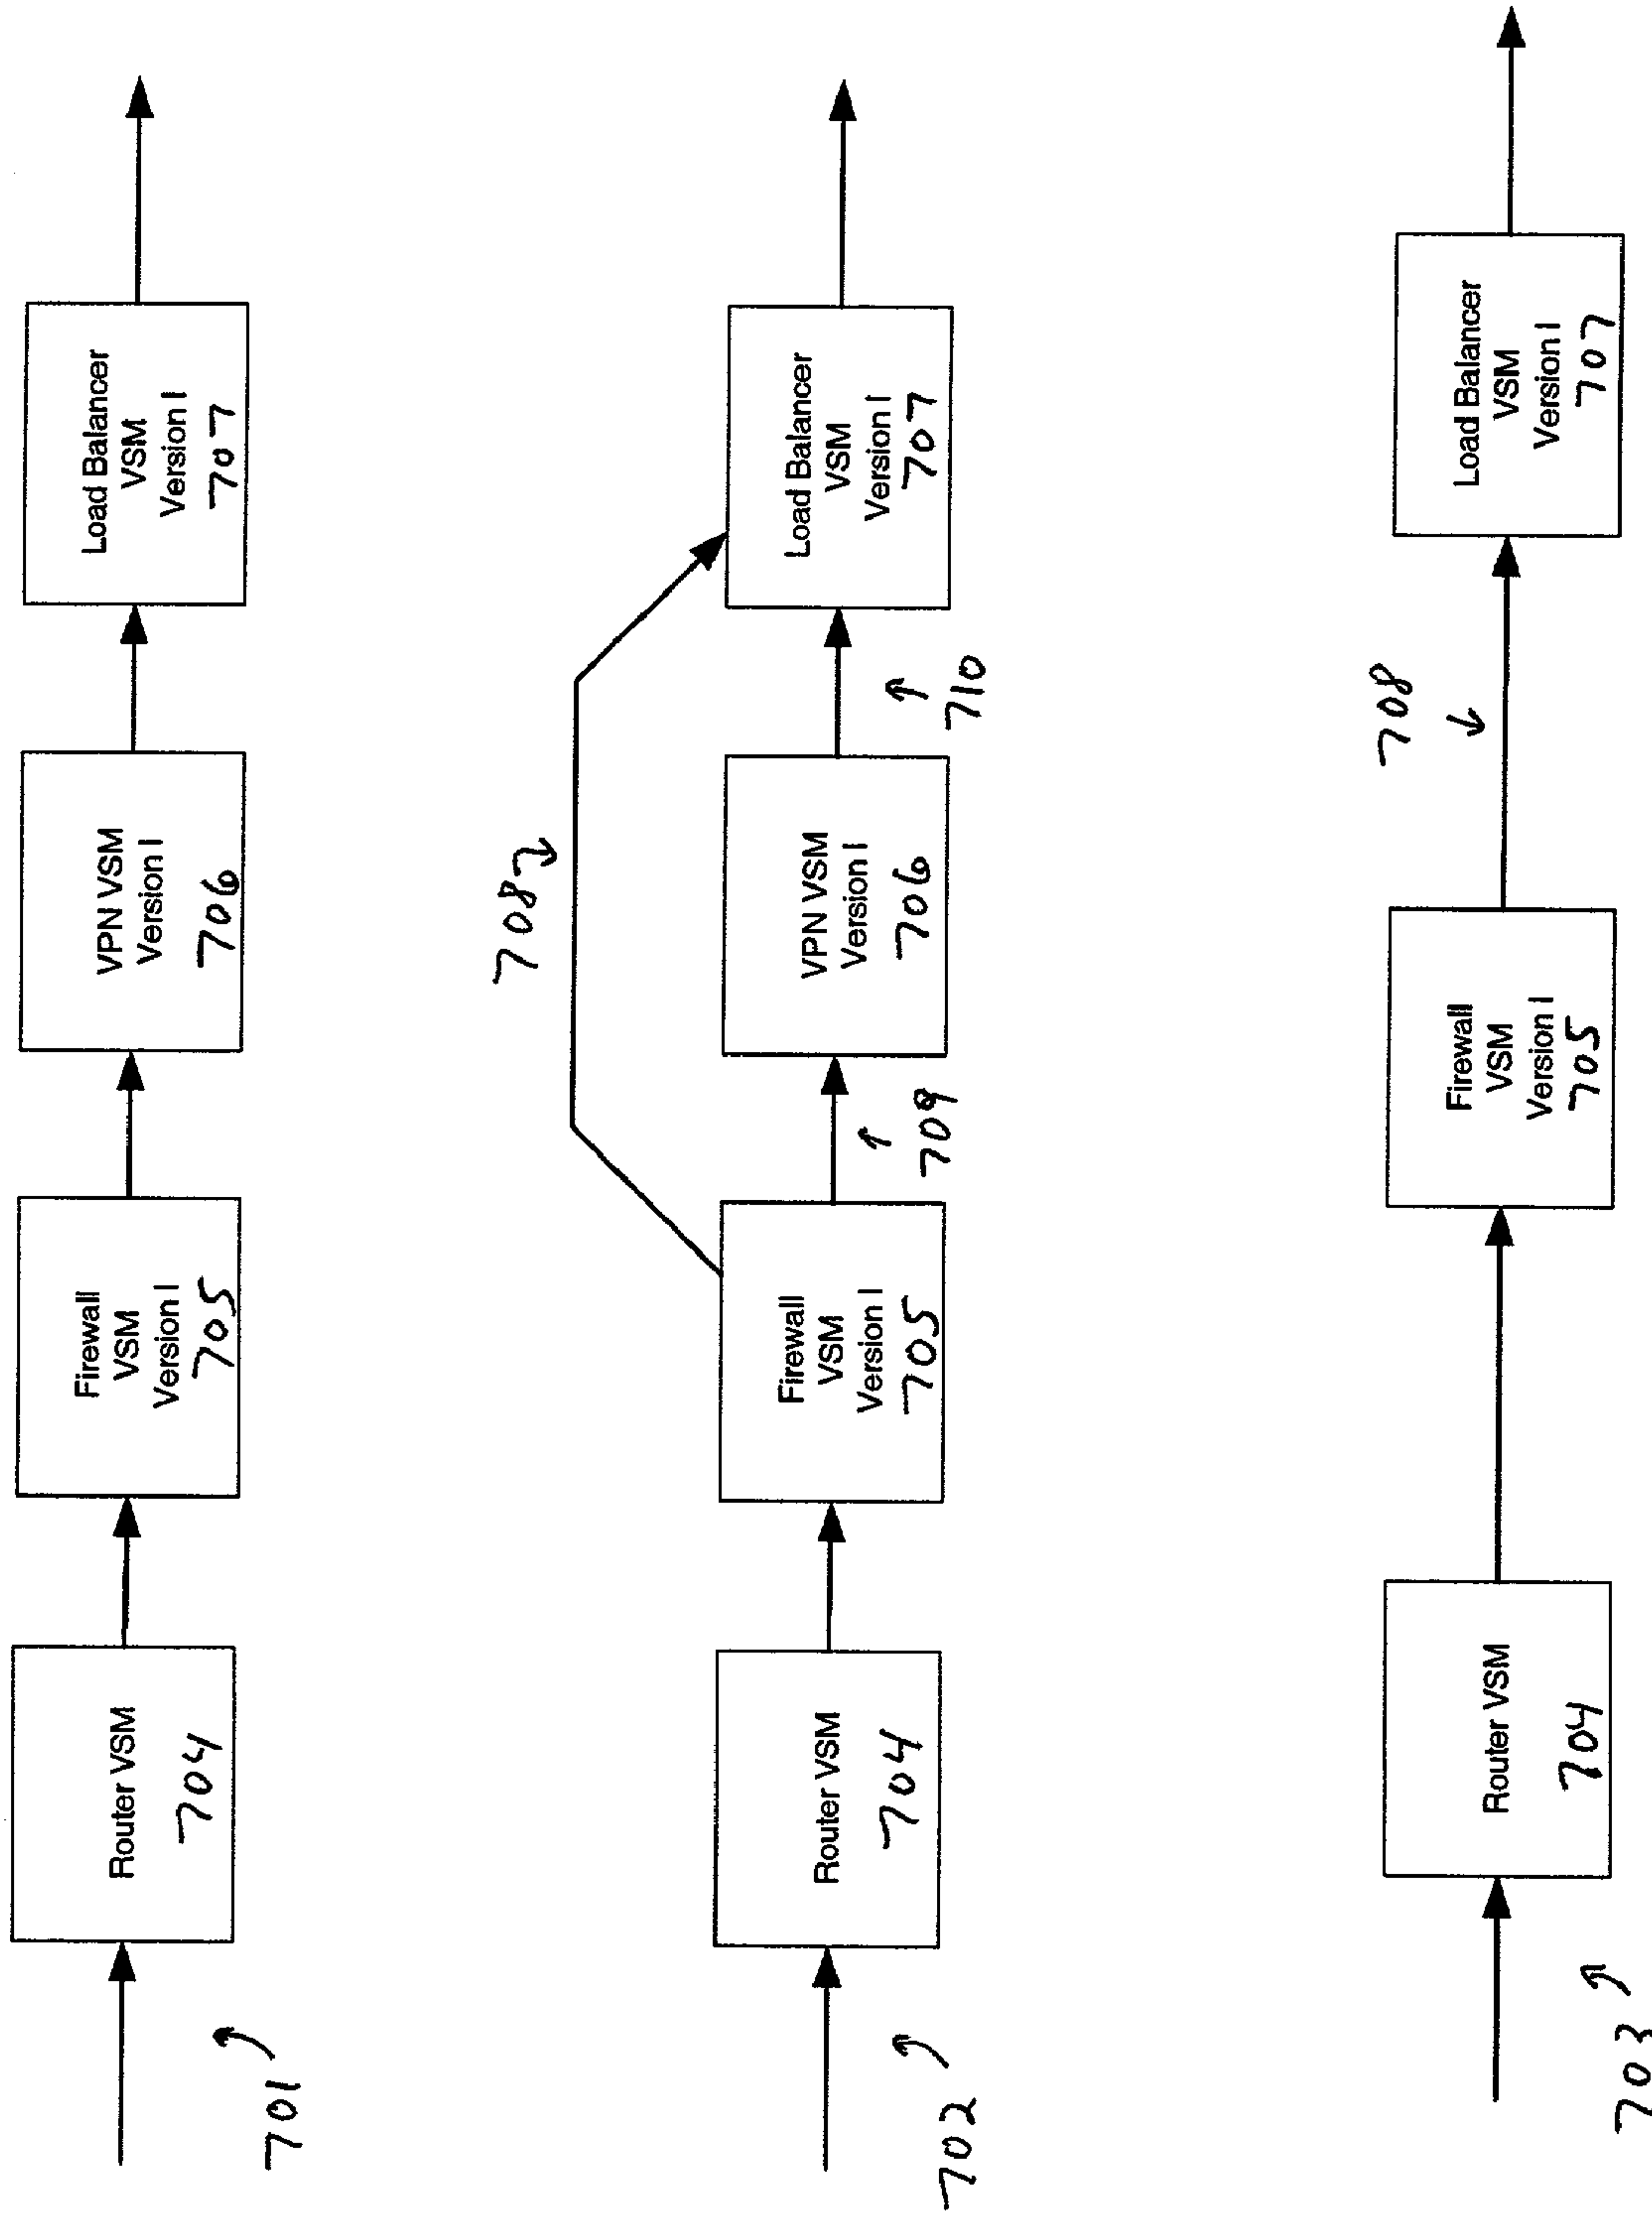 Router VSM
704
Firewall
VSM
Version I
705
VPN VSM
Version I
706
Load Balancer
VSM
Version I
707
701
708
Router VSM
704
Firewall
VSM
Version I
705
VPN VSM
Version I
706
Load Balancer
VSM
Version I
707
702
709
710
708
Router VSM
704
Firewall
VSM
Version I
705
Load Balancer
VSM
Version I
707
703